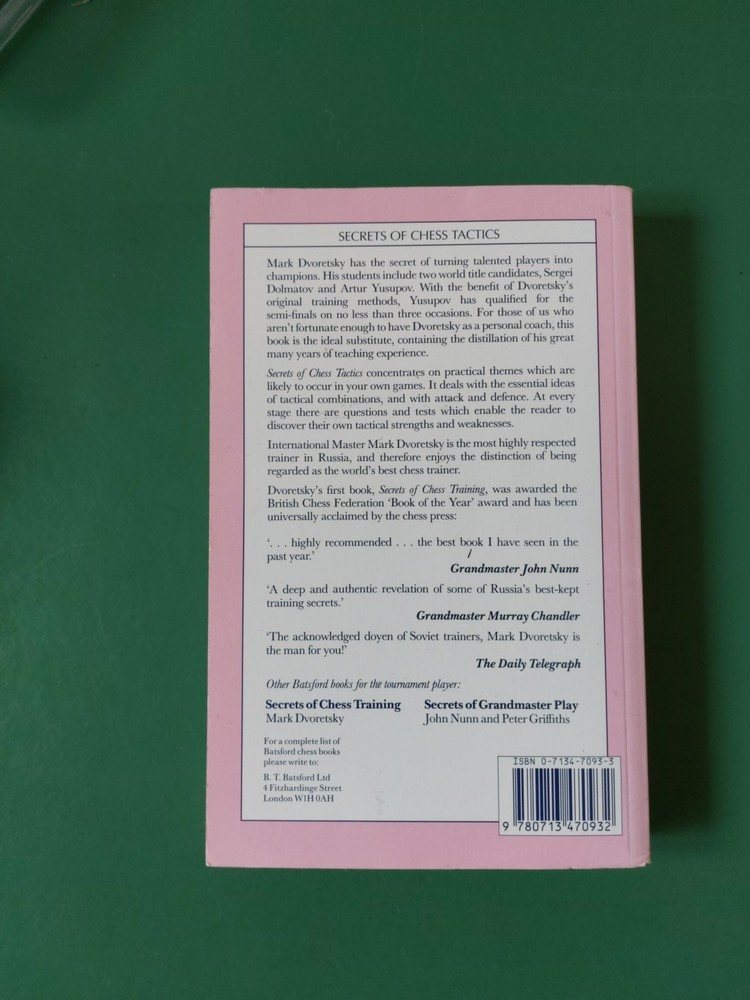 SECRETS OF CHESS TACTICS
Mark Dvoretsky has the secret of turning talented players into
champions. His students include two world title candidates, Sergei
Dolmatov and Artur Yusupov. With the benefit of Dvoretsky's
original training methods, Yusupov has qualified for the
semi-finals on no less than three occasions. For those of us who
aren't fortunate enough to have Dvoretsky as a personal coach, this
book is the ideal substitute, containing the distillation of his great
many years of teaching experience.
Secrets of Chess Tactics concentrates on practical themes which are
likely to occur in your own games. It deals with the essential ideas
of tactical combinations, and with attack and defence. At every
stage there are questions and tests which enable the reader to
discover their own tactical strengths and weaknesses.
International Master Mark Dvoretsky is the most highly respected
trainer in Russia, and therefore enjoys the distinction of being
regarded as the world's best chess trainer.
Dvoretsky's first book, Secrets of Chess Training, was awarded the
British Chess Federation 'Book of the Year' award and has been
universally acclaimed by the chess press:
'. . . highly recommended . . . the best book I have seen in the
past year.'
Grandmaster John Nunn
'A deep and authentic revelation of some of Russia's best-kept
training secrets.'
Grandmaster Murray Chandler
'The acknowledged doyen of Soviet trainers, Mark Dvoretsky is
the man for you!'
The Daily Telegraph
Other Batsford books for the tournament player:
Secrets of Chess Training
Mark Dvoretsky
Secrets of Grandmaster Play
John Nunn and Peter Griffiths
For a complete list of
Batsford chess books
please write to:
B. T. Batsford Ltd
4 Fitzhardinge Street
London W1H 0AH
ISBN 0-7134-7093-3
9 780713 470932